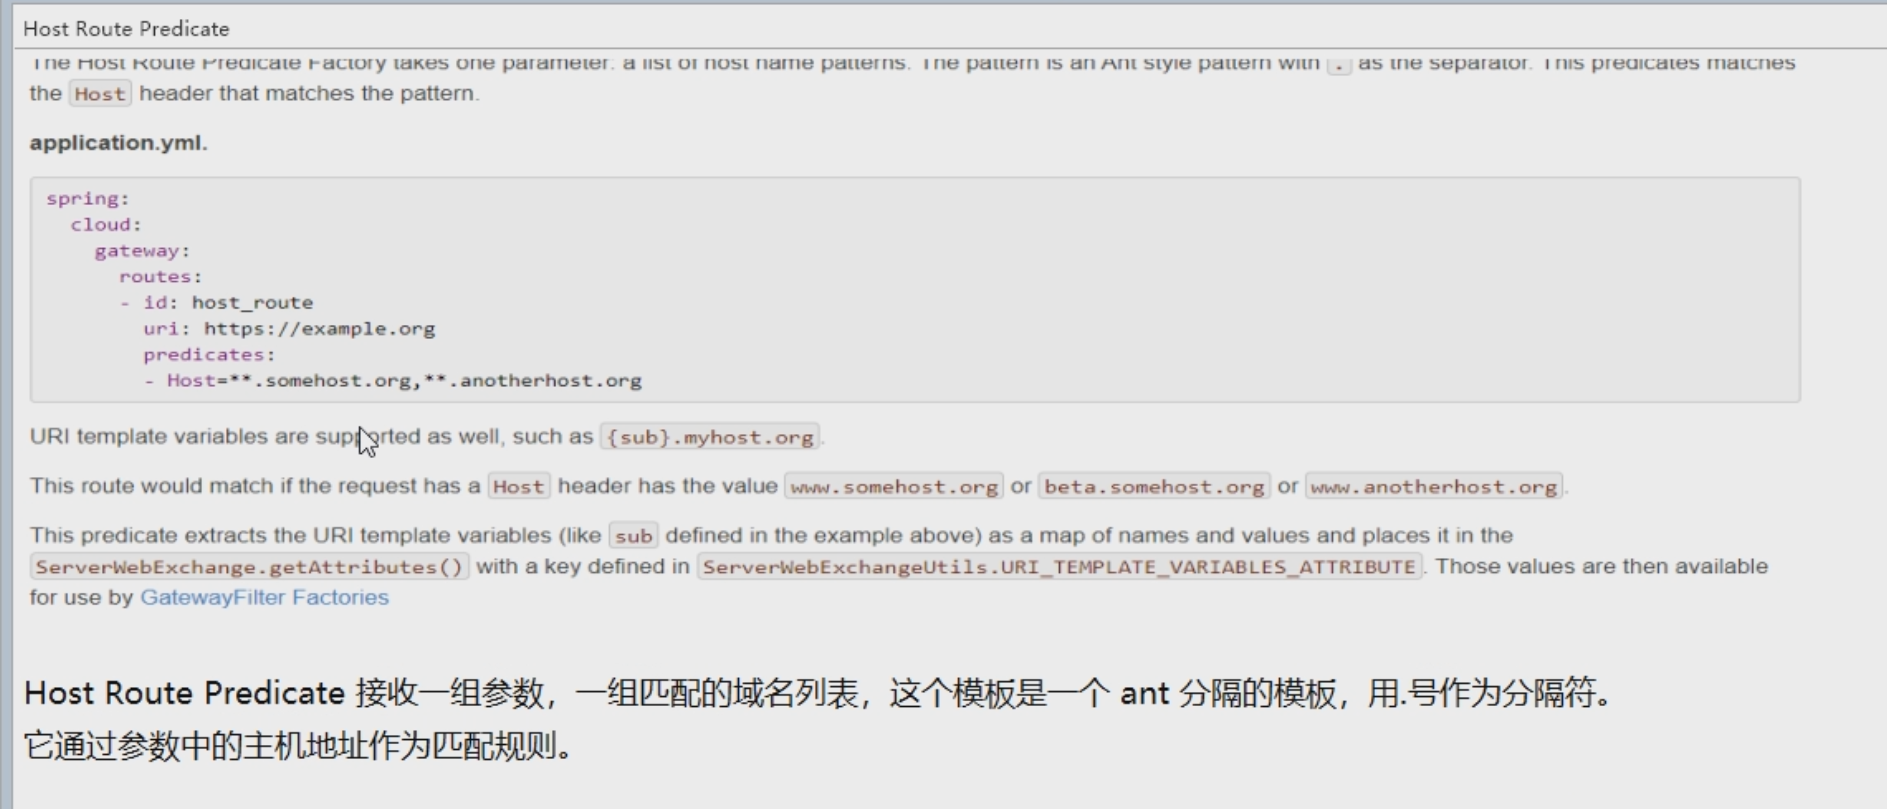 Host Route Predicate
The Host Route Predicate Factory takes one parameter: a list of host name patterns. The pattern is an Ant style pattern with . as the separator. This predicates matches
the Host header that matches the pattern.
application.yml.
spring:
  cloud:
    gateway:
      routes:
      - id: host_route
        uri: https://example.org
        predicates:
        - Host=**.somehost.org,**.anotherhost.org
URI template variables are supported as well, such as {sub}.myhost.org.
This route would match if the request has a Host header has the value www.somehost.org or beta.somehost.org or www.anotherhost.org.
This predicate extracts the URI template variables (like sub defined in the example above) as a map of names and values and places it in the
ServerWebExchange.getAttributes() with a key defined in ServerWebExchangeUtils.URI_TEMPLATE_VARIABLES_ATTRIBUTE. Those values are then available
for use by GatewayFilter Factories
Host Route Predicate 接收一组参数，一组匹配的域名列表，这个模板是一个 ant 分隔的模板，用.号作为分隔符。
它通过参数中的主机地址作为匹配规则。